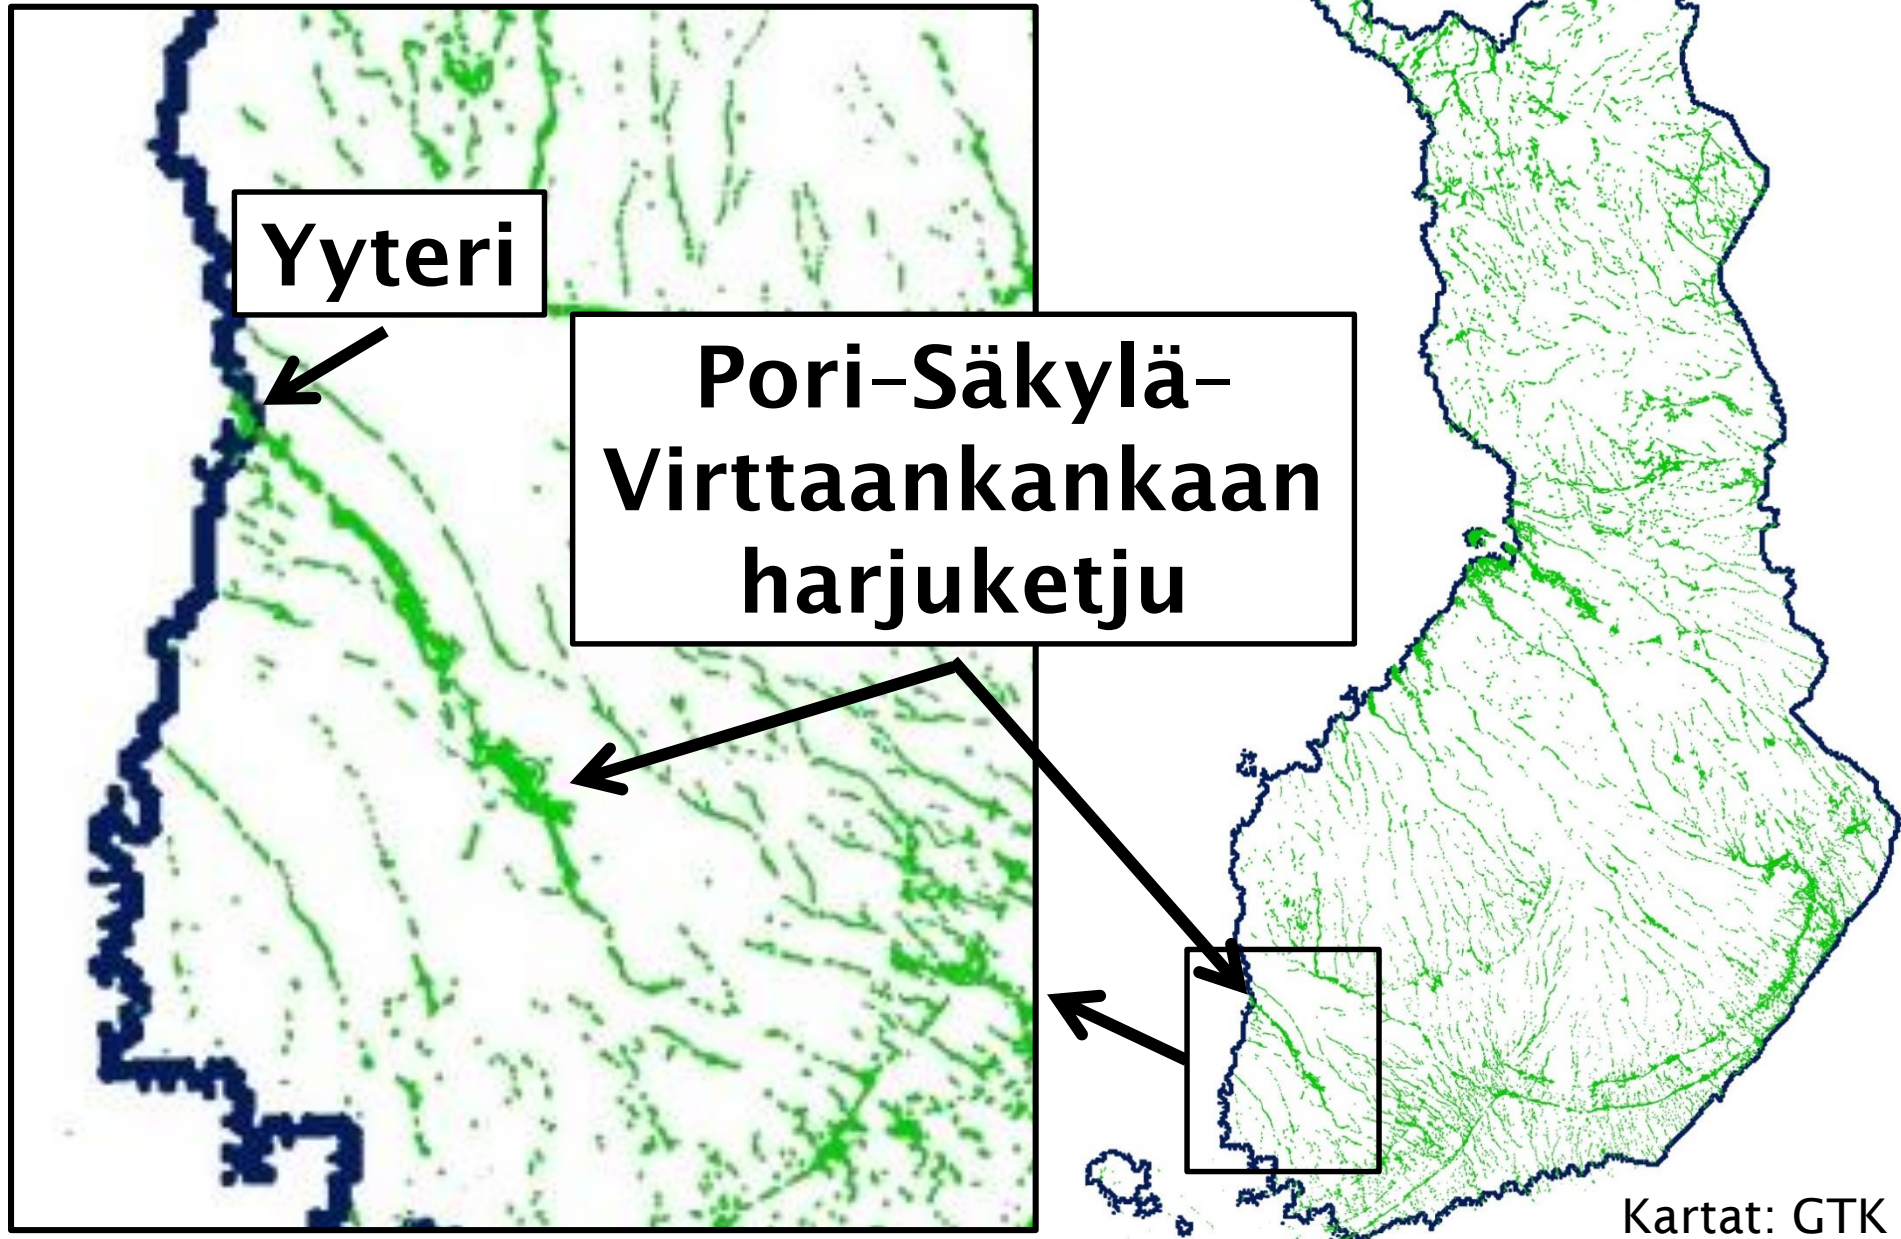 Yyteri
Pori–Säkylä–
Virttaankankaan
harjuketju
Kartat: GTK